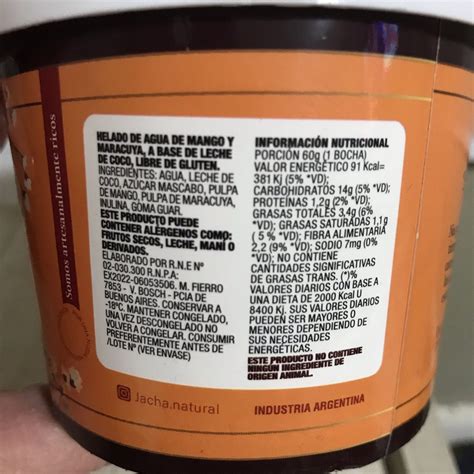 Somos artesanalmente ricos
HELADO DE AGUA DE MANGO Y
MARACUYA, A BASE DE LECHE
DE COCO, LIBRE DE GLUTEN.
INGREDIENTES: AGUA, LECHE DE
COCO, AZUCAR MASCABO, PULPA
DE MANGO, PULPA DE MARACUYA,
INULINA, GOMA GUAR.
ESTE PRODUCTO PUEDE
CONTENER ALÉRGENOS COMO:
FRUTOS SECOS, LECHE, MANÍ O
DERIVADOS.
ELABORADO POR R.N.E Nº
02-030.300 R.N.PA:
EX2022-06053506. M. FIERRO
7853 - V. BOSCH - PCIA DE
BUENOS AIRES. CONSERVAR A
-18ºC. MANTENER CONGELADO,
UNA VEZ DESCONGELADO NO
VOLVER A CONGELAR. CONSUMIR
PREFERENTEMENTE ANTES DE
/LOTE Nº (VER ENVASE)
INFORMACIÓN NUTRICIONAL
PORCIÓN 60g (1 BOCHA)
VALOR ENERGÉTICO 91 Kcal=
381 Kj (5% *VD);
CARBOHIDRATOS 14g (5% *VD);
PROTEÍNAS 1,2g (2% *VD);
GRASAS TOTALES 3,4g (6%
*VD); GRASAS SATURADAS 1,1g
( 5 % *VD); FIBRA ALIMENTARIA
2,2 (9% *VD); SODIO 7mg (0%
*VD); NO CONTIENE
CANTIDADES SIGNIFICATIVAS
DE GRASAS TRANS. (*)%
VALORES DIARIOS CON BASE A
UNA DIETA DE 2000 Kcal U
8400 Kj. SUS VALORES DIARIOS
PUEDEN SER MAYORES O
MENORES DEPENDIENDO DE
SUS NECESIDADES
ENERGÉTICAS.
ESTE PRODUCTO NO CONTIENE
NINGÚN INGREDIENTE DE
ORIGEN ANIMAL.
Jacha.natural
INDUSTRIA ARGENTINA